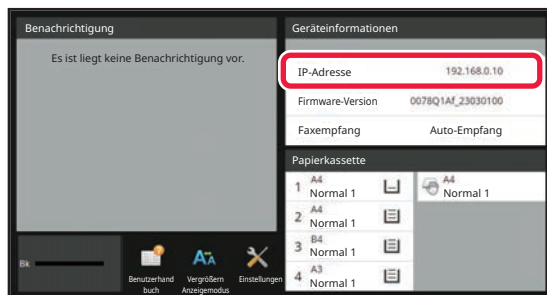 Benachrichtigung
Es ist liegt keine Benachrichtigung vor.
Geräteinformationen
IP-Adresse 192.168.0.10
Firmware-Version 0078Q1Af_23030100
Faxempfang Auto-Empfang
Papierkassette
1 A4
Normal 1
A4
Normal 1
2 A4
Normal 1
3 B4
Normal 1
4 A3
Normal 1
Bk
Benutzerhand
buch
Vergrößern
Anzeigemodus
Einstellungen